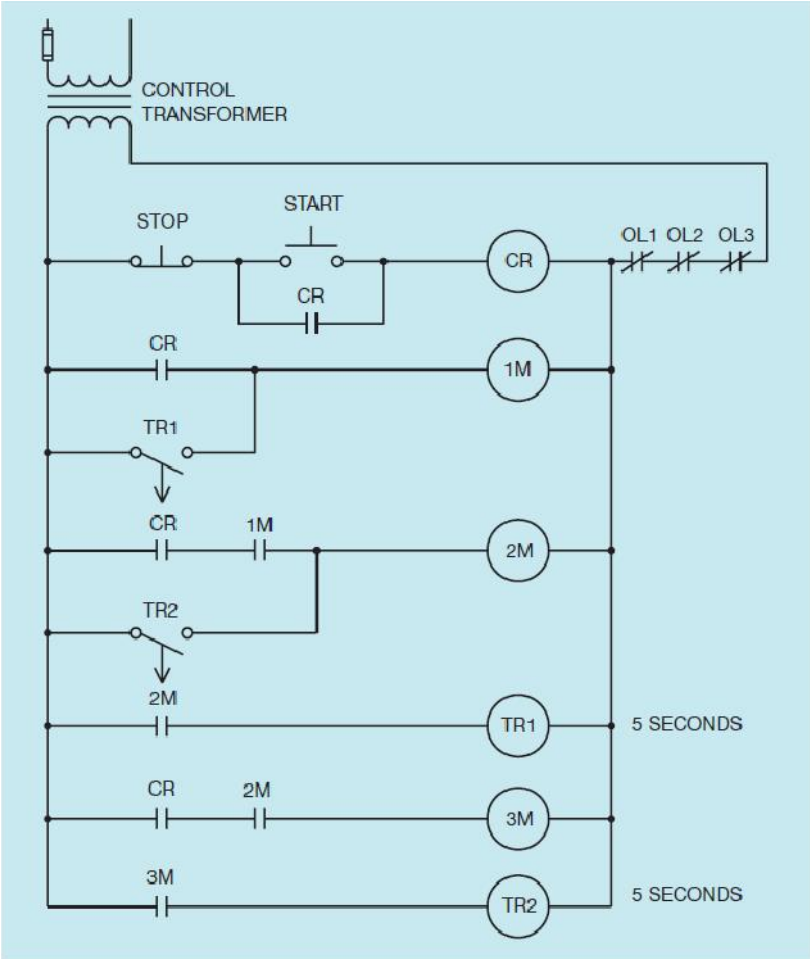 CONTROL
TRANSFORMER
START
STOP
OL1 OL2 OL3
CR
CR
CR
1M
TR1
CR 1M
2M
TR2
2M
TR1 5 SECONDS
CR 2M
3M
3M
TR2 5 SECONDS